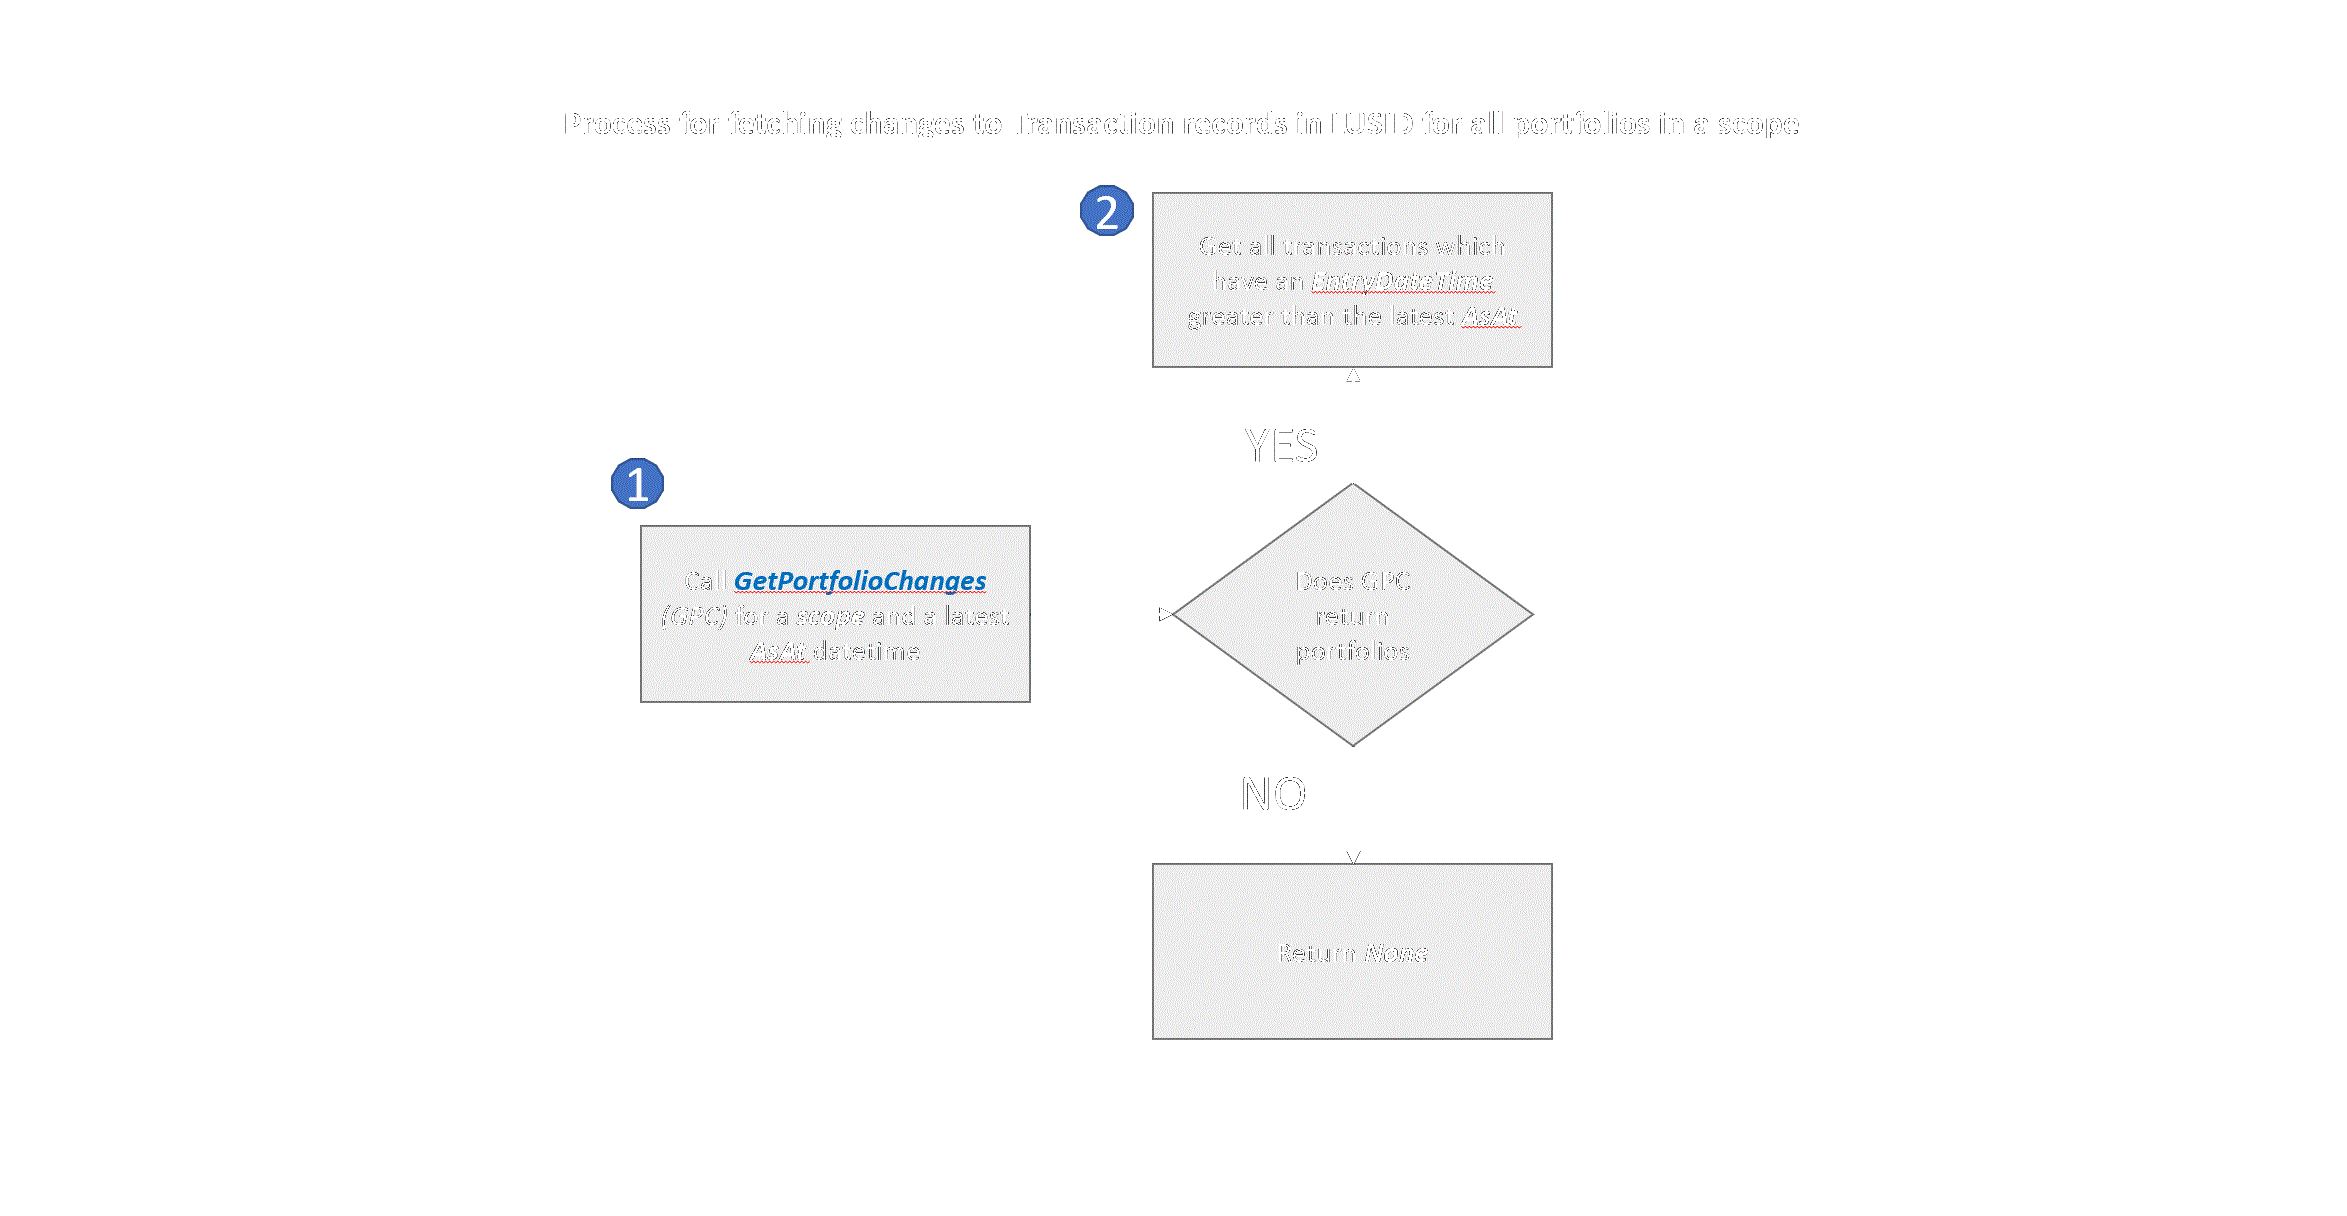 Process for fetching changes to Transaction records in LUSID for all portfolios in a scope
2
Get all transactions which
have an EntryDateTime
greater than the latest AsAt
YES
1
Call GetPortfolioChanges
(GPC) for a scope and a latest
AsAt datetime
Does GPC
return
portfolios
NO
Return None